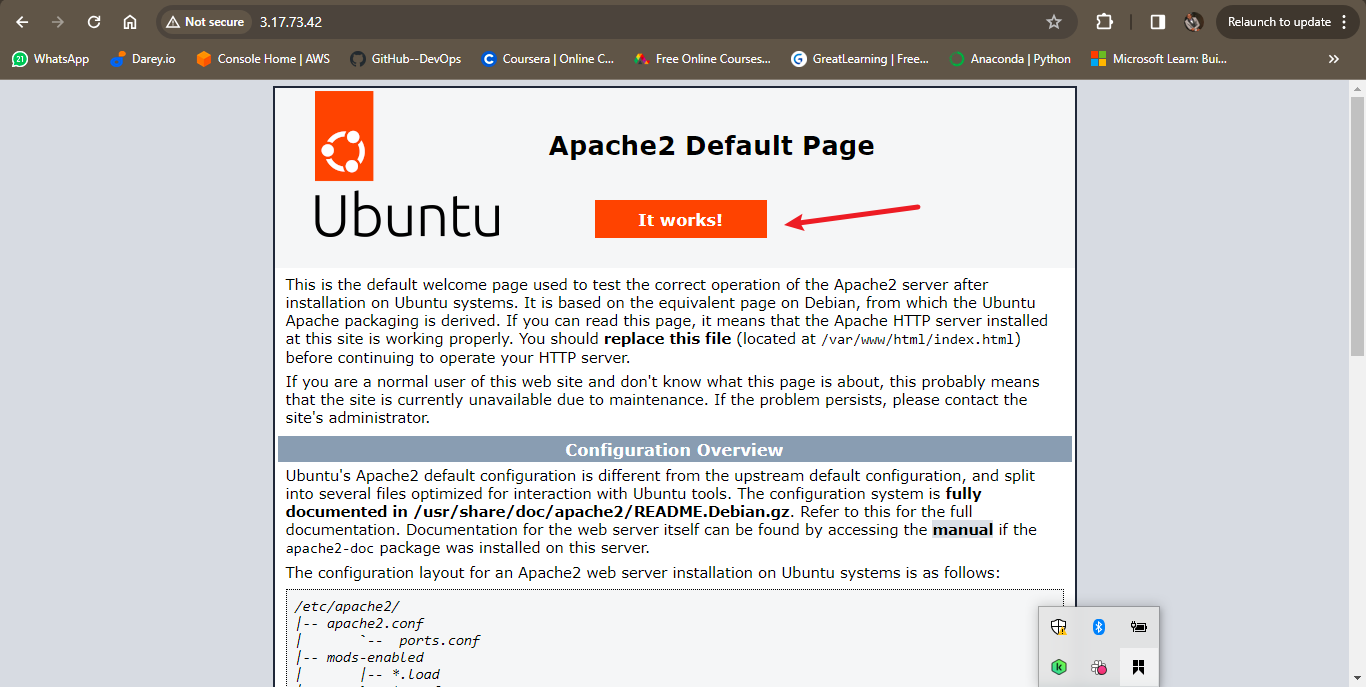 Not secure 3.17.73.42 Relaunch to update
21 WhatsApp Darey.io Console Home | AWS GitHub--DevOps Coursera | Online C... Free Online Courses... GreatLearning | Free... Anaconda | Python Microsoft Learn: Bui... »
Apache2 Default Page
Ubuntu
It works!
This is the default welcome page used to test the correct operation of the Apache2 server after
installation on Ubuntu systems. It is based on the equivalent page on Debian, from which the Ubuntu
Apache packaging is derived. If you can read this page, it means that the Apache HTTP server installed
at this site is working properly. You should replace this file (located at /var/www/html/index.html)
before continuing to operate your HTTP server.
If you are a normal user of this web site and don't know what this page is about, this probably means
that the site is currently unavailable due to maintenance. If the problem persists, please contact the
site's administrator.
Configuration Overview
Ubuntu's Apache2 default configuration is different from the upstream default configuration, and split
into several files optimized for interaction with Ubuntu tools. The configuration system is fully
documented in /usr/share/doc/apache2/README.Debian.gz. Refer to this for the full
documentation. Documentation for the web server itself can be found by accessing the manual if the
apache2-doc package was installed on this server.
The configuration layout for an Apache2 web server installation on Ubuntu systems is as follows:
/etc/apache2/
|-- apache2.conf
|       `--  ports.conf
|-- mods-enabled
|       |-- *.load